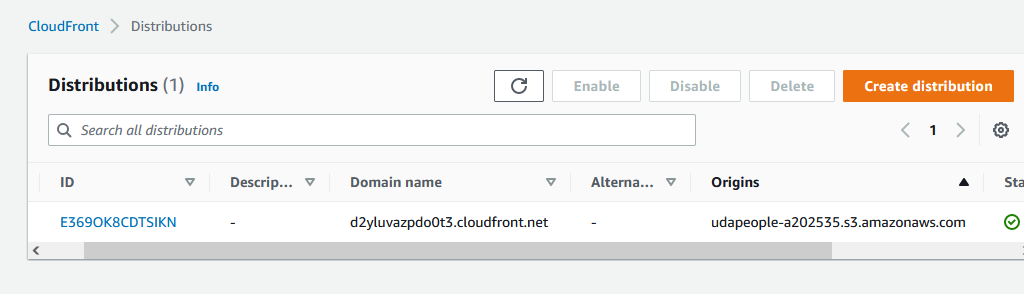 CloudFront > Distributions
Distributions (1) Info Enable Disable Delete Create distribution
Search all distributions 1
ID Descrip... Domain name Alterna... Origins Sta
E369OK8CDTSIKN - d2yluvazpdo0t3.cloudfront.net - udapeople-a202535.s3.amazonaws.com